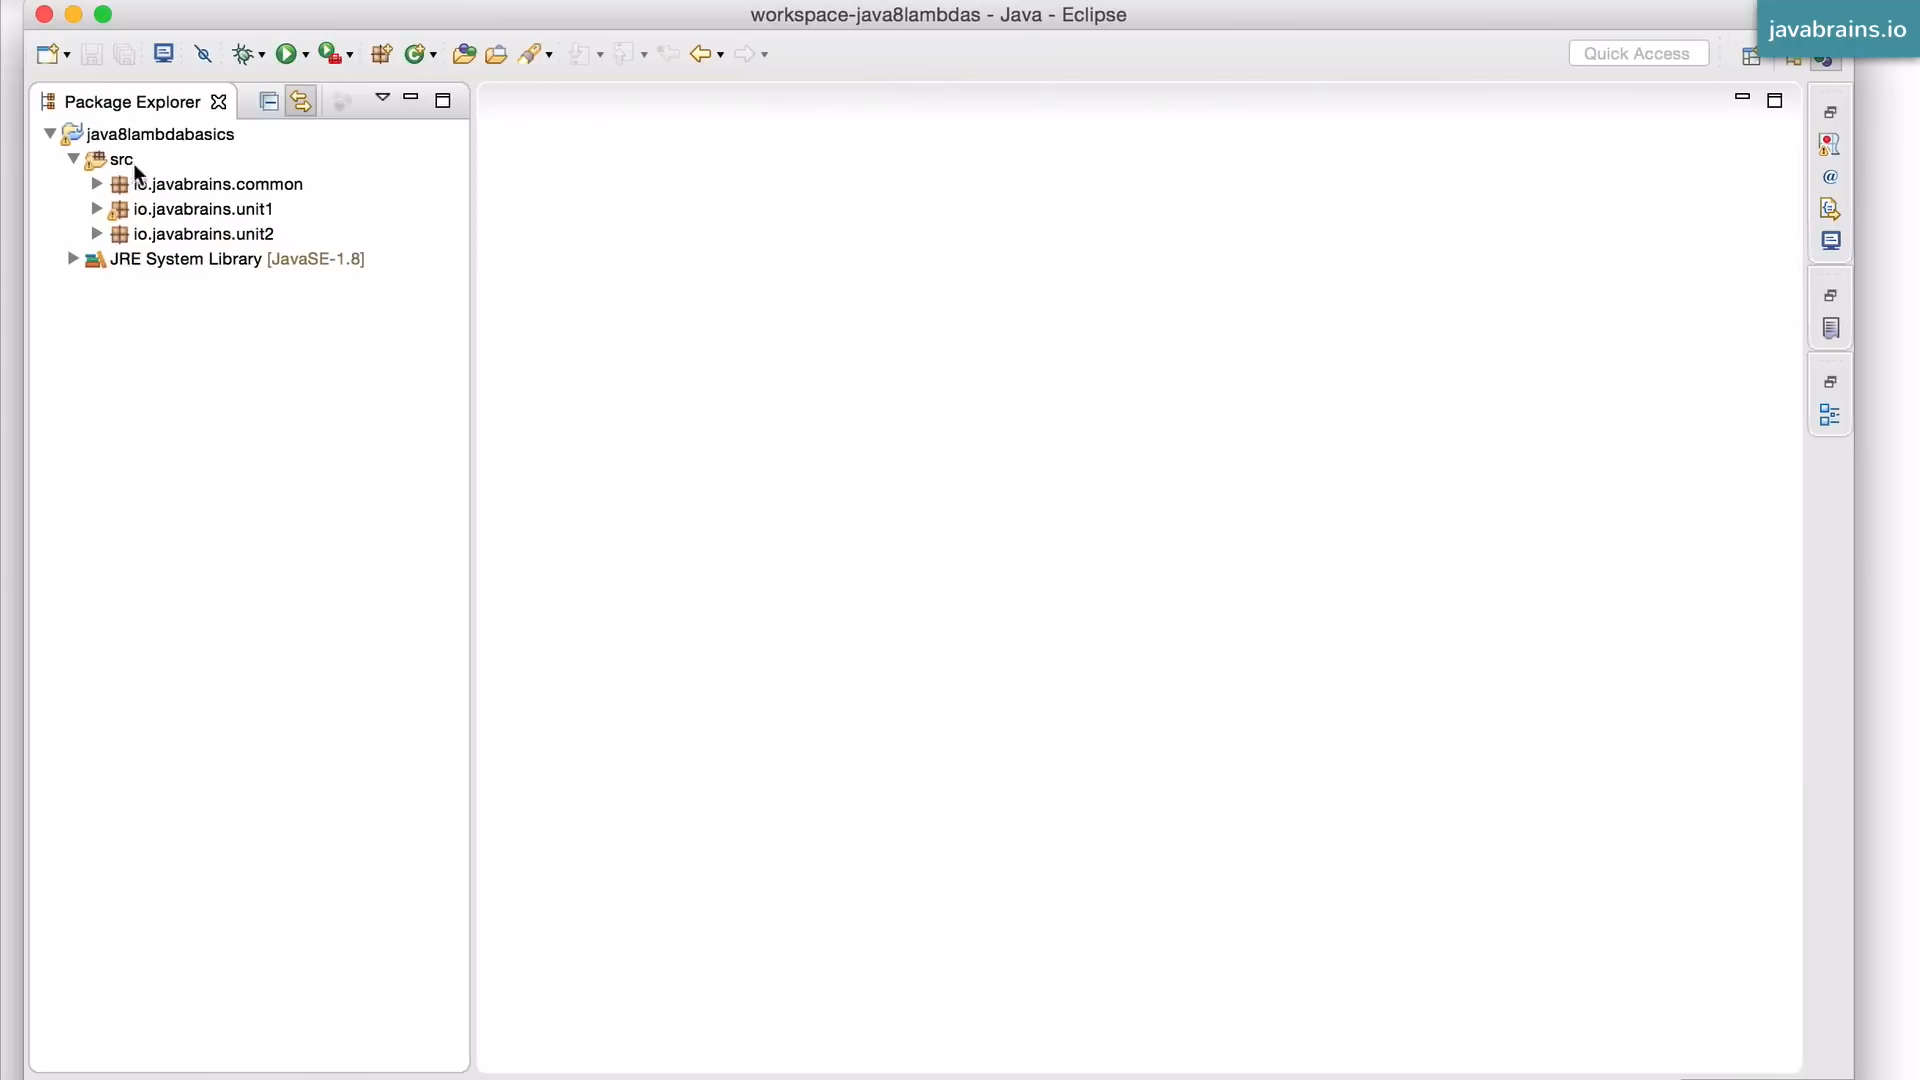 workspace-java8lambdas - Java - Eclipse
javabrains.io
Quick Access
Package Explorer
java8lambdabasics
src
io.javabrains.common
io.javabrains.unit1
io.javabrains.unit2
JRE System Library [JavaSE-1.8]